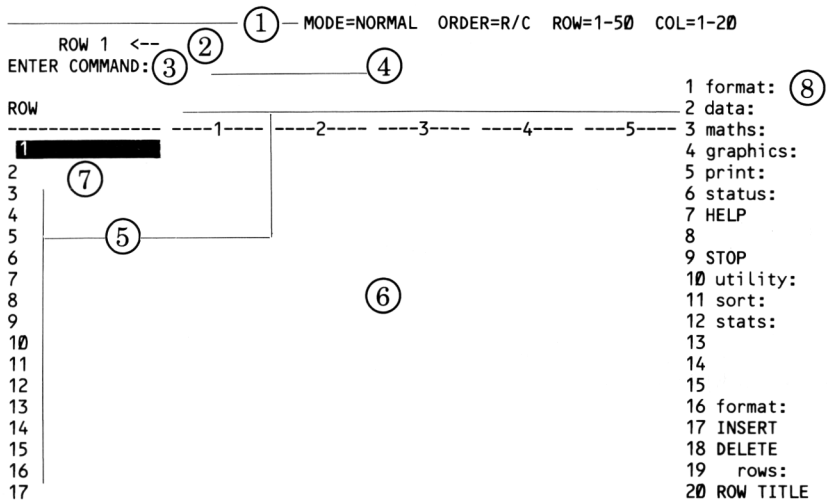 ① MODE=NORMAL ORDER=R/C ROW=1-50 COL=1-20
ROW 1 <-- ②
ENTER COMMAND: ③ ④
1 format: ⑧
ROW 2 data:
--------------- ----1---- ----2---- ----3---- ----4---- ----5---- 3 maths:
1 4 graphics:
2 ⑦ 5 print:
3 6 status:
4 7 HELP
5 ⑤ 8
6 9 STOP
7 10 utility:
8 ⑥ 11 sort:
9 12 stats:
10 13
11 14
12 15
13 16 format:
14 17 INSERT
15 18 DELETE
16 19 rows:
17 20 ROW TITLE